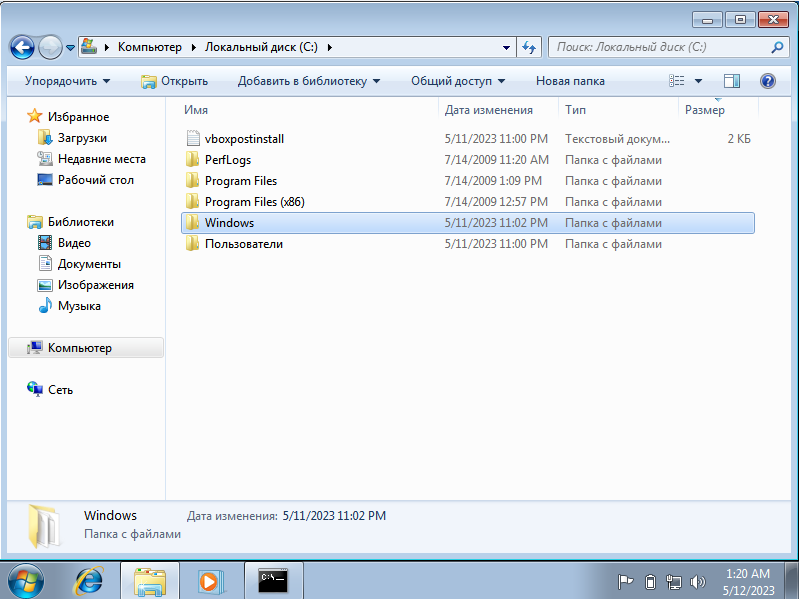 Компьютер Локальный диск (C:) Поиск: Локальный диск (C:)
Упорядочить Открыть Добавить в библиотеку Общий доступ Новая папка
Имя Дата изменения Тип Размер
Избранное
Загрузки
Недавние места
Рабочий стол
Библиотеки
Видео
Документы
Изображения
Музыка
Компьютер
Сеть
vboxpostinstall 5/11/2023 11:00 PM Текстовый докум... 2 КБ
PerfLogs 7/14/2009 11:20 AM Папка с файлами
Program Files 7/14/2009 1:09 PM Папка с файлами
Program Files (x86) 7/14/2009 12:57 PM Папка с файлами
Windows 5/11/2023 11:02 PM Папка с файлами
Пользователи 5/11/2023 11:00 PM Папка с файлами
Windows Дата изменения: 5/11/2023 11:02 PM
Папка с файлами
C:\
1:20 AM
5/12/2023